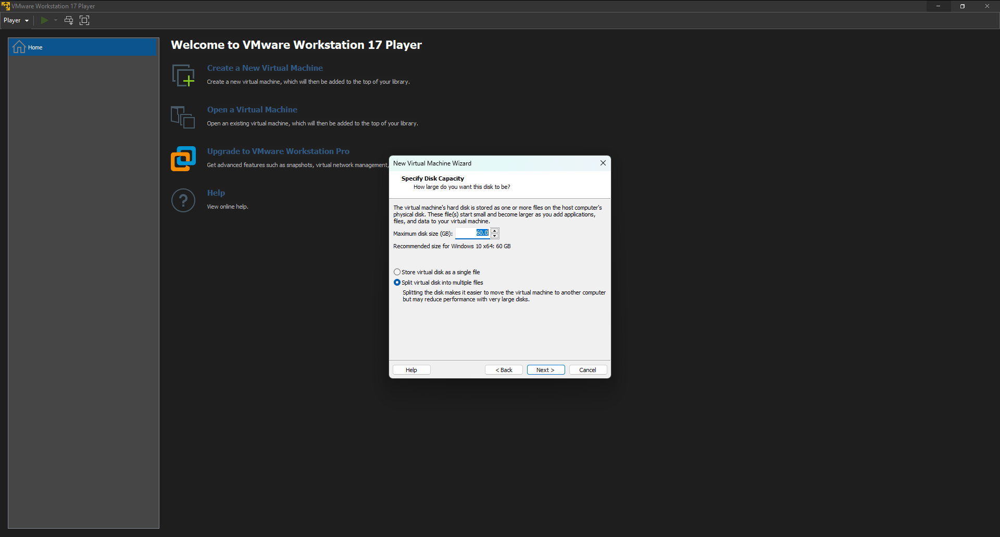 VMware Workstation 17 Player
Player
Home
Welcome to VMware Workstation 17 Player
Create a New Virtual Machine
Create a new virtual machine, which will then be added to the top of your library.
Open a Virtual Machine
Open an existing virtual machine, which will then be added to the top of your library.
Upgrade to VMware Workstation Pro
Get advanced features such as snapshots, virtual network management,
Help
View online help.
New Virtual Machine Wizard
Specify Disk Capacity
How large do you want this disk to be?
The virtual machine's hard disk is stored as one or more files on the host computer's
physical disk. These file(s) start small and become larger as you add applications,
files, and data to your virtual machine.
Maximum disk size (GB): 60.0
Recommended size for Windows 10 x64: 60 GB
Store virtual disk as a single file
Split virtual disk into multiple files
Splitting the disk makes it easier to move the virtual machine to another computer
but may reduce performance with very large disks.
Help < Back Next > Cancel